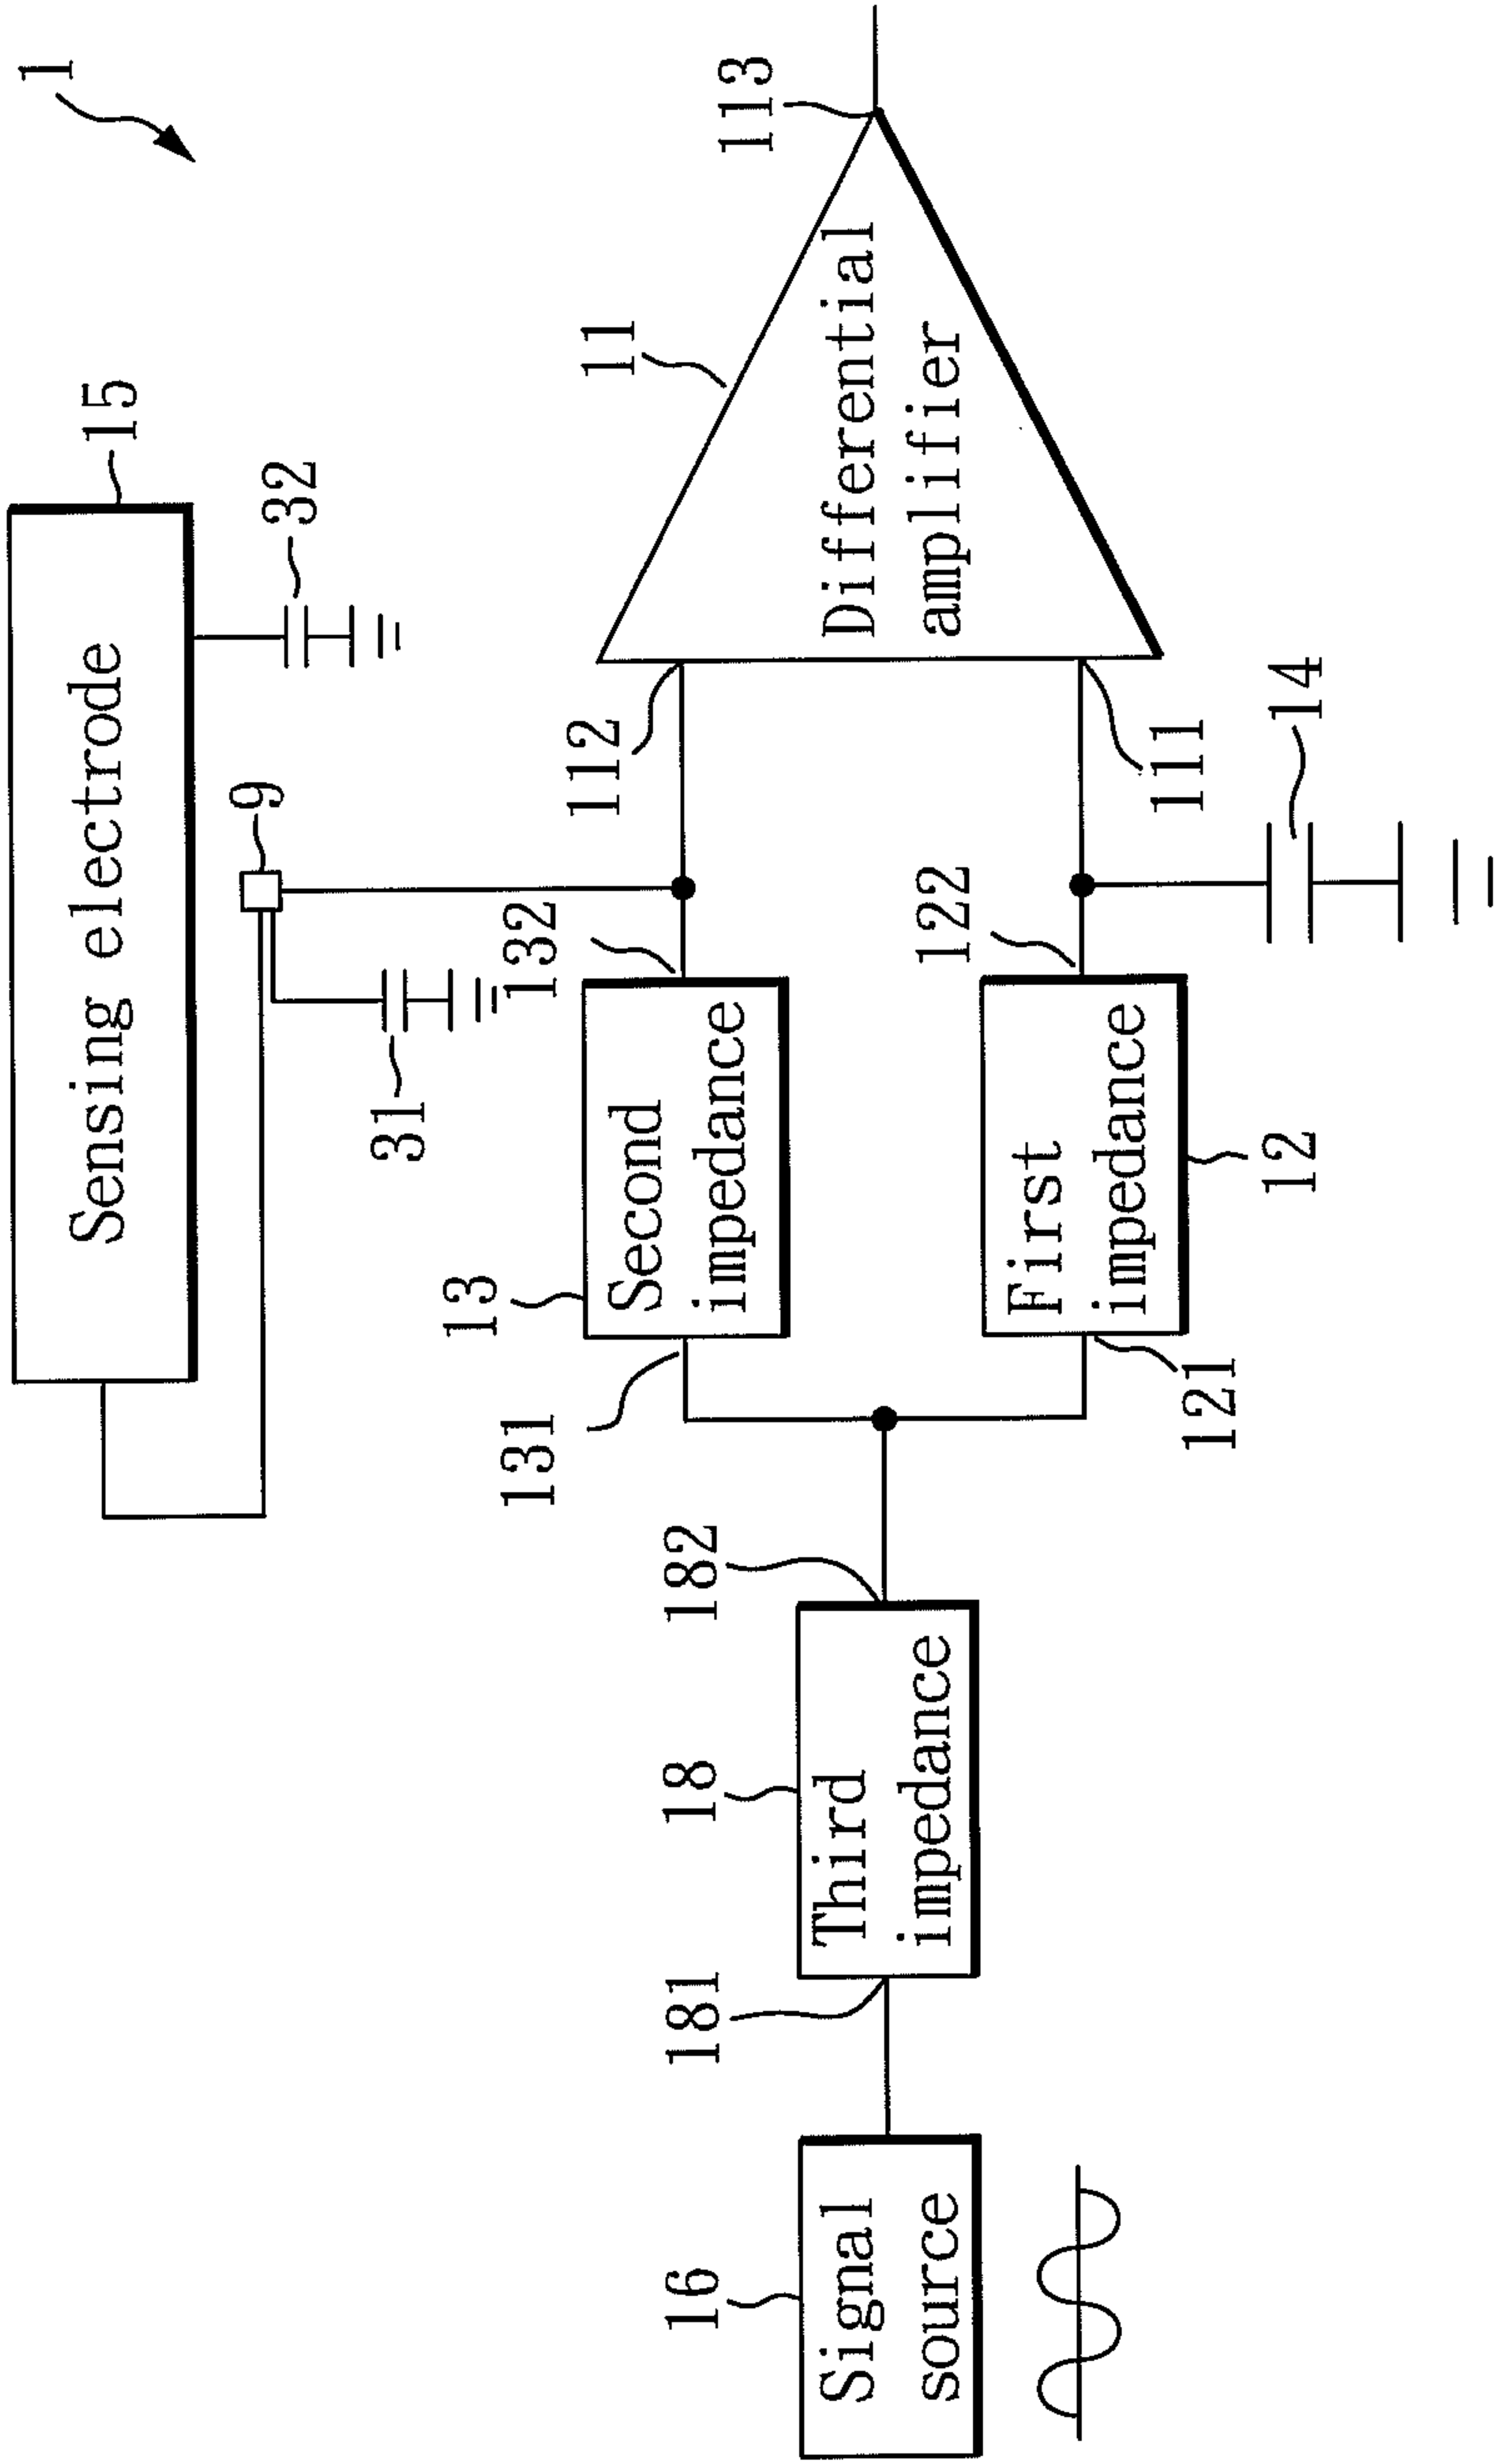 1
Sensing electrode
15
32
9
31
Second
impedance
13
131
132
112
11
Differential
amplifier
113
111
First
impedance
12
121
122
14
Third
impedance
18
181
182
Signal
source
16